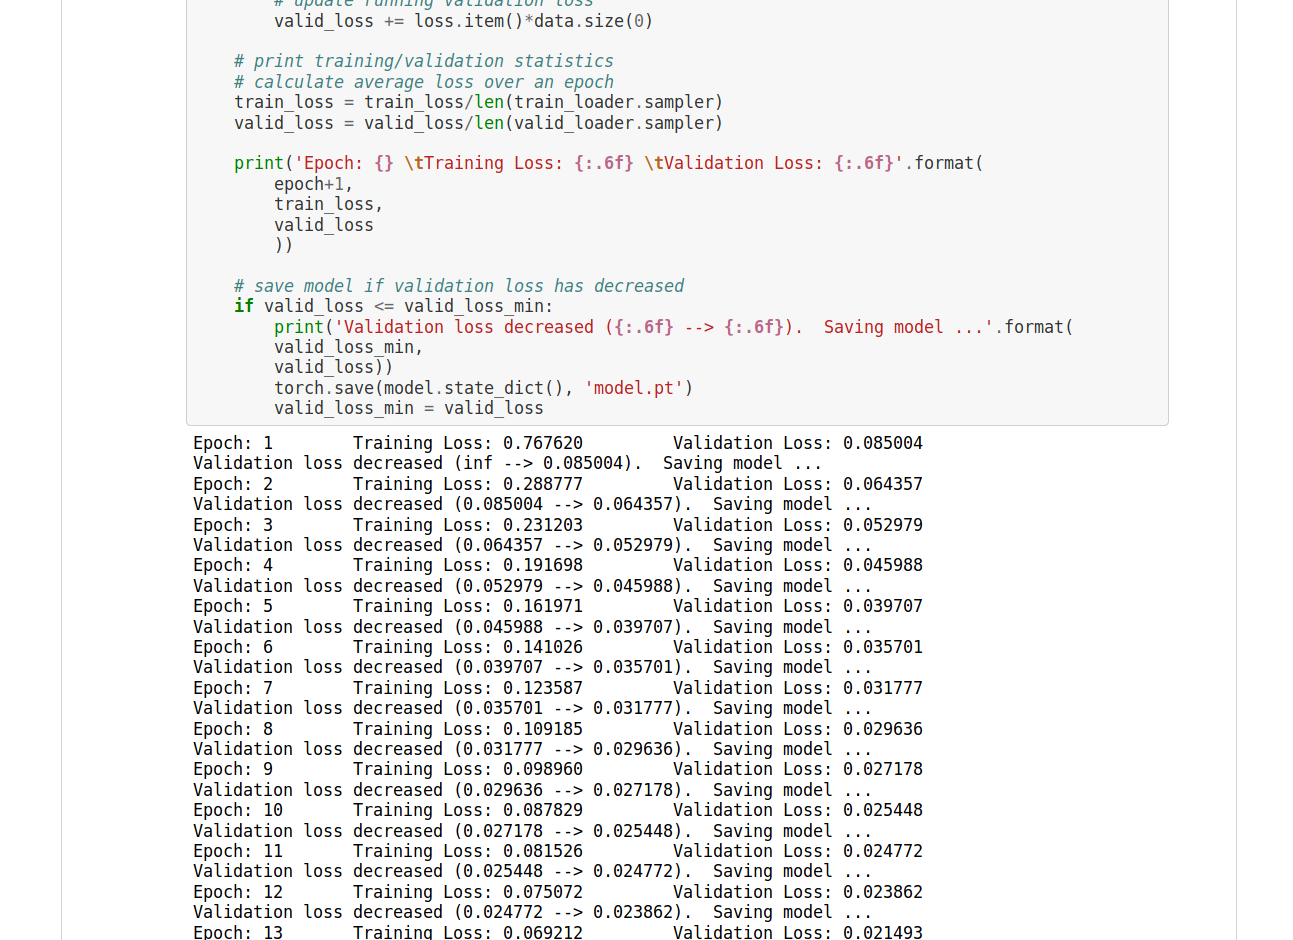 # update running validation loss
valid_loss += loss.item()*data.size(0)
# print training/validation statistics
# calculate average loss over an epoch
train_loss = train_loss/len(train_loader.sampler)
valid_loss = valid_loss/len(valid_loader.sampler)
print('Epoch: {} \tTraining Loss: {:.6f} \tValidation Loss: {:.6f}'.format(
epoch+1,
train_loss,
valid_loss
))
# save model if validation loss has decreased
if valid_loss <= valid_loss_min:
print('Validation loss decreased ({:.6f} --> {:.6f}).  Saving model ...'.format(
valid_loss_min,
valid_loss))
torch.save(model.state_dict(), 'model.pt')
valid_loss_min = valid_loss
Epoch: 1 	Training Loss: 0.767620 	Validation Loss: 0.085004
Validation loss decreased (inf --> 0.085004).  Saving model ...
Epoch: 2 	Training Loss: 0.288777 	Validation Loss: 0.064357
Validation loss decreased (0.085004 --> 0.064357).  Saving model ...
Epoch: 3 	Training Loss: 0.231203 	Validation Loss: 0.052979
Validation loss decreased (0.064357 --> 0.052979).  Saving model ...
Epoch: 4 	Training Loss: 0.191698 	Validation Loss: 0.045988
Validation loss decreased (0.052979 --> 0.045988).  Saving model ...
Epoch: 5 	Training Loss: 0.161971 	Validation Loss: 0.039707
Validation loss decreased (0.045988 --> 0.039707).  Saving model ...
Epoch: 6 	Training Loss: 0.141026 	Validation Loss: 0.035701
Validation loss decreased (0.039707 --> 0.035701).  Saving model ...
Epoch: 7 	Training Loss: 0.123587 	Validation Loss: 0.031777
Validation loss decreased (0.035701 --> 0.031777).  Saving model ...
Epoch: 8 	Training Loss: 0.109185 	Validation Loss: 0.029636
Validation loss decreased (0.031777 --> 0.029636).  Saving model ...
Epoch: 9 	Training Loss: 0.098960 	Validation Loss: 0.027178
Validation loss decreased (0.029636 --> 0.027178).  Saving model ...
Epoch: 10 	Training Loss: 0.087829 	Validation Loss: 0.025448
Validation loss decreased (0.027178 --> 0.025448).  Saving model ...
Epoch: 11 	Training Loss: 0.081526 	Validation Loss: 0.024772
Validation loss decreased (0.025448 --> 0.024772).  Saving model ...
Epoch: 12 	Training Loss: 0.075072 	Validation Loss: 0.023862
Validation loss decreased (0.024772 --> 0.023862).  Saving model ...
Epoch: 13 	Training Loss: 0.069212 	Validation Loss: 0.021493